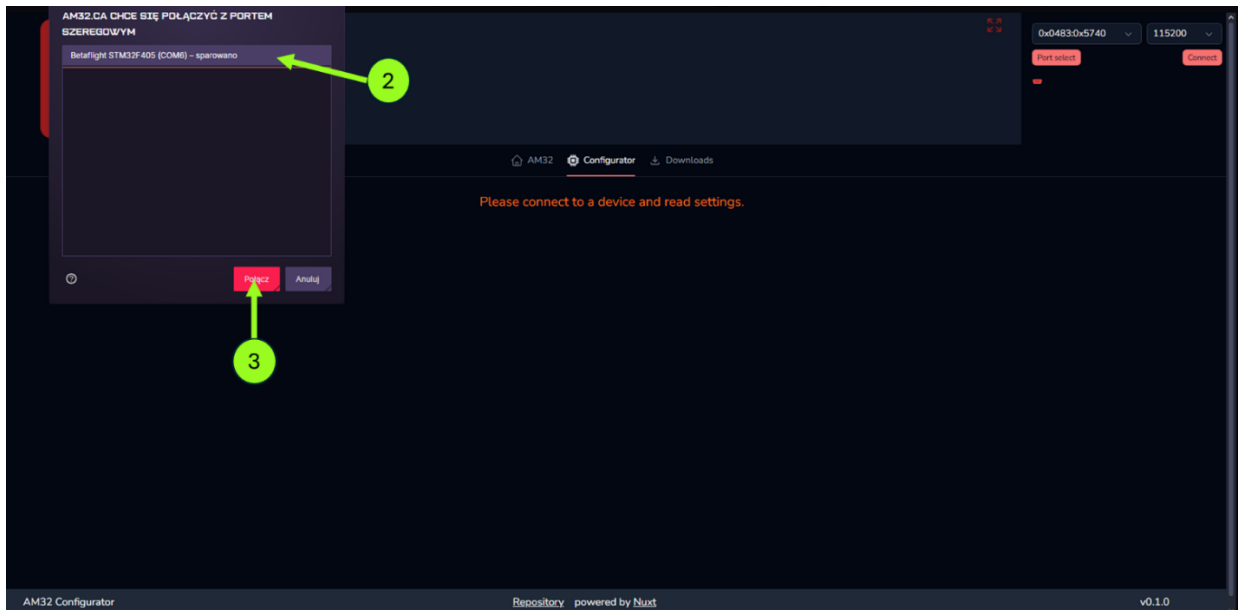 AM32.CA CHCE SIĘ POŁĄCZYĆ Z PORTEM
SZEREGOWYM
Betaflight STM32F405 (COM6) – sparowano
2
Połącz
Anuluj
3
0x0483:0x5740
115200
Port select
Connect
AM32
Configurator
Downloads
Please connect to a device and read settings.
AM32 Configurator
Repository powered by Nuxt
v0.1.0